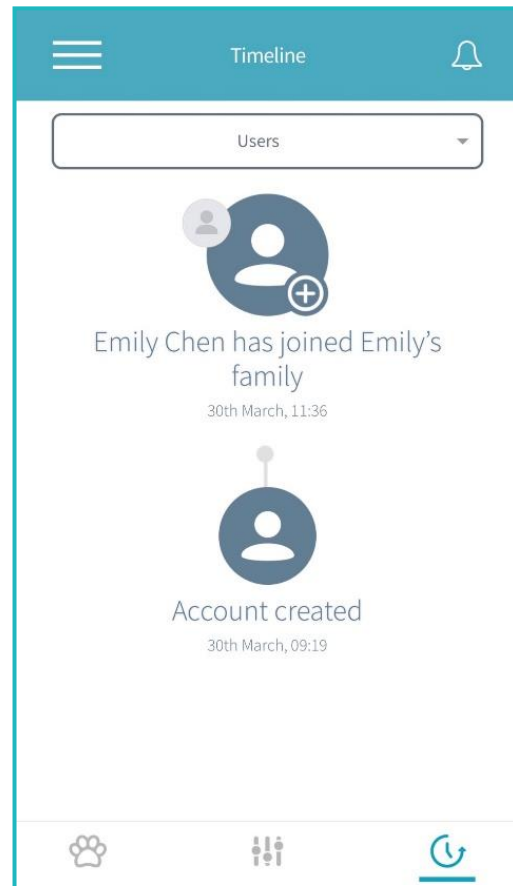 Timeline
Users
Emily Chen has joined Emily’s
family
30th March, 11:36
Account created
30th March, 09:19